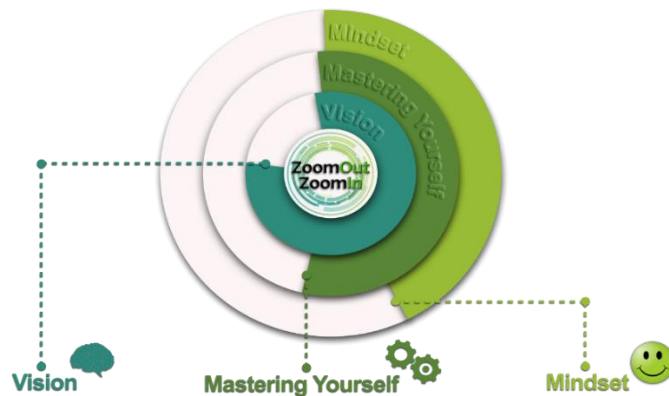 Mindset
Mastering Yourself
Vision
ZoomOut
ZoomIn
Vision
Mastering Yourself
Mindset